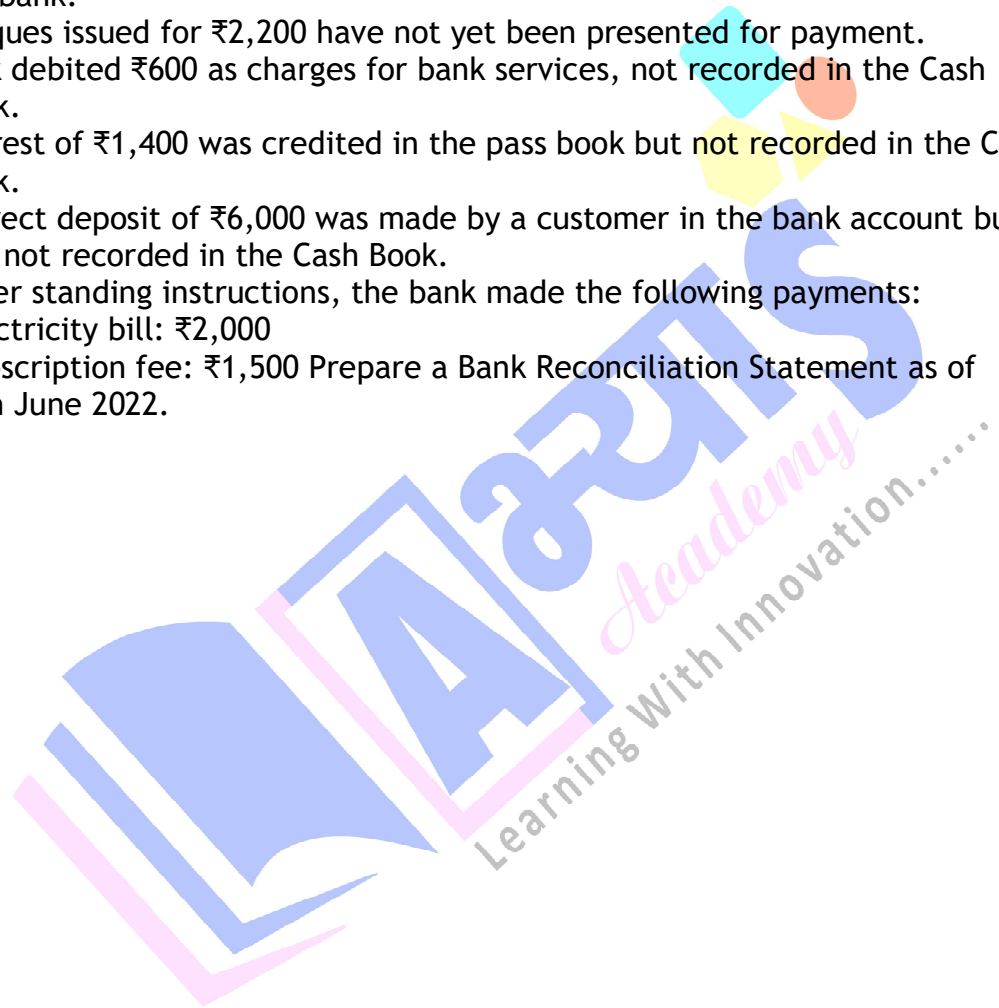 bank.
ques issued for ₹2,200 have not yet been presented for payment.
k debited ₹600 as charges for bank services, not recorded in the Cash
k.
rest of ₹1,400 was credited in the pass book but not recorded in the C
k.
rect deposit of ₹6,000 was made by a customer in the bank account bu
not recorded in the Cash Book.
er standing instructions, the bank made the following payments:
ctricity bill: ₹2,000
oscription fee: ₹1,500 Prepare a Bank Reconciliation Statement as of
h June 2022.
A
भ्यास
Academy
Learning With Innovation......